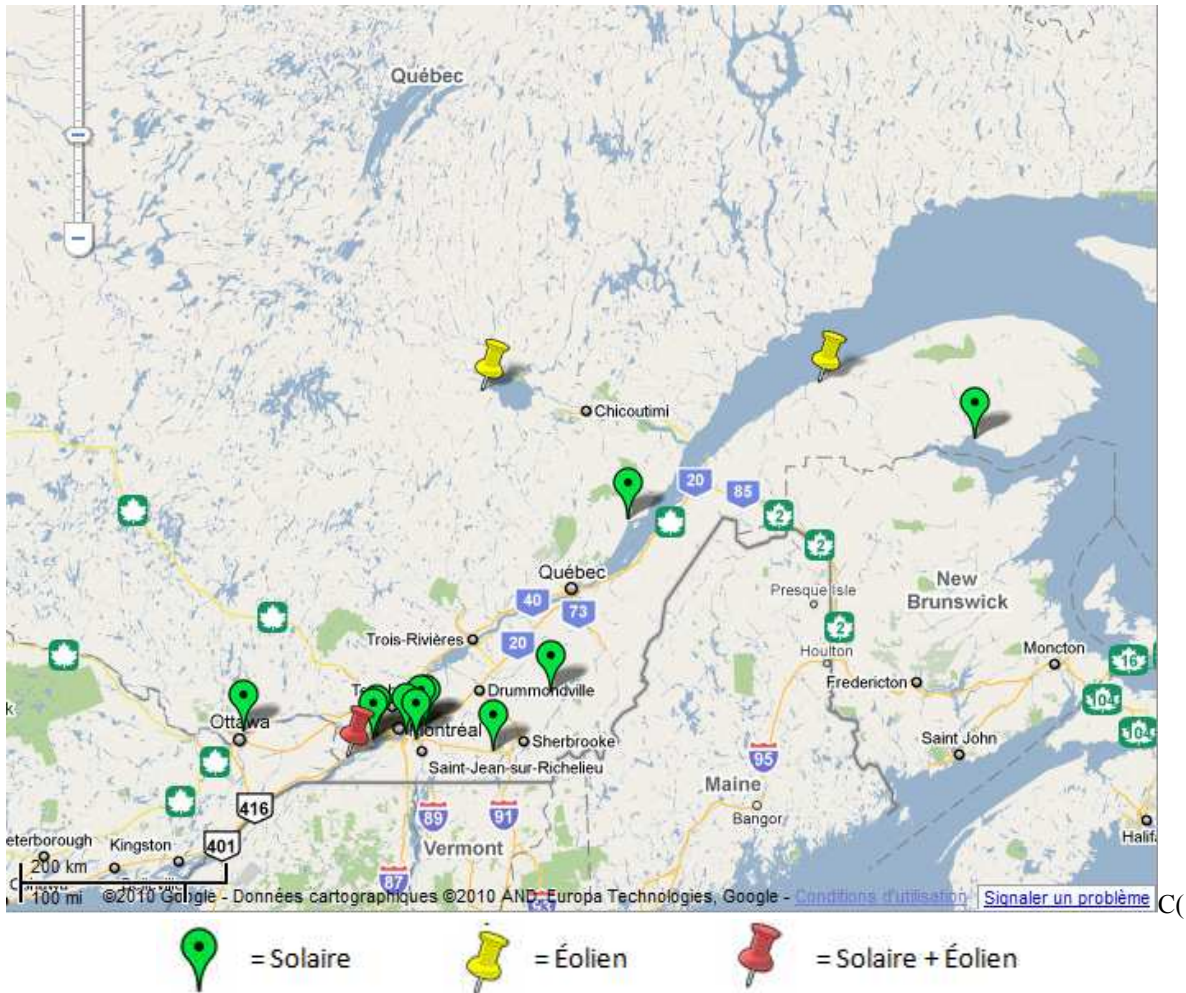 Québec
Chicoutimi
20
85
2
2
Québec
Presque Isle
New
Brunswick
40
73
2
Trois-Rivières
20
Houlton
Moncton
16
Drummondville
Fredericton
104
Ottawa
Montréal
Sherbrooke
104
Saint John
95
Saint-Jean-sur-Richelieu
Maine
416
89
91
Bangor
Vermont
eterborough
Kingston
401
Halifa
200 km
87
100 mi
©2010 Google - Données cartographiques ©2010 AND, Europa Technologies, Google - Conditions d'utilisation
Signaler un problème
C(
= Solaire
= Éolien
= Solaire + Éolien